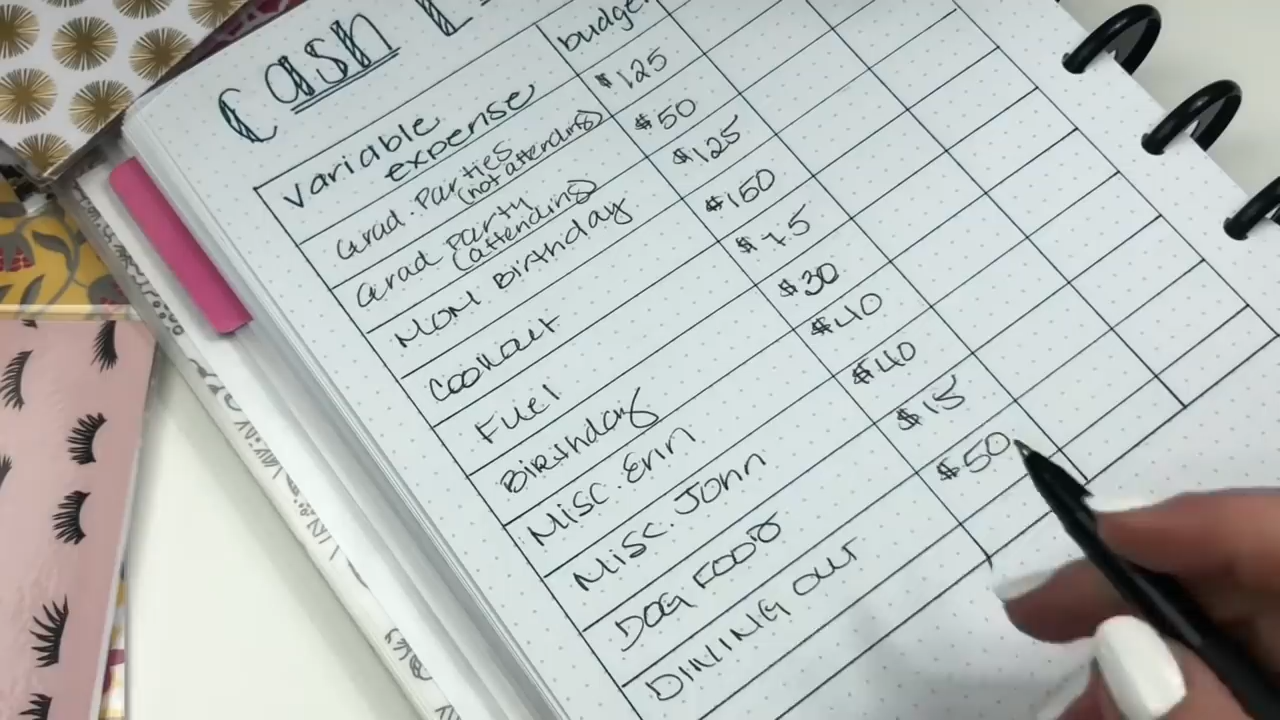 Cash
variable expense budget
Grad. Parties (not attending) $125
Grad Party (attending) $50
Mom Birthday $125
Cookout $150
Fuel $75
Birthday $30
Misc. Erin $40
Misc. John $40
Dog Food $15
Dining Out $50